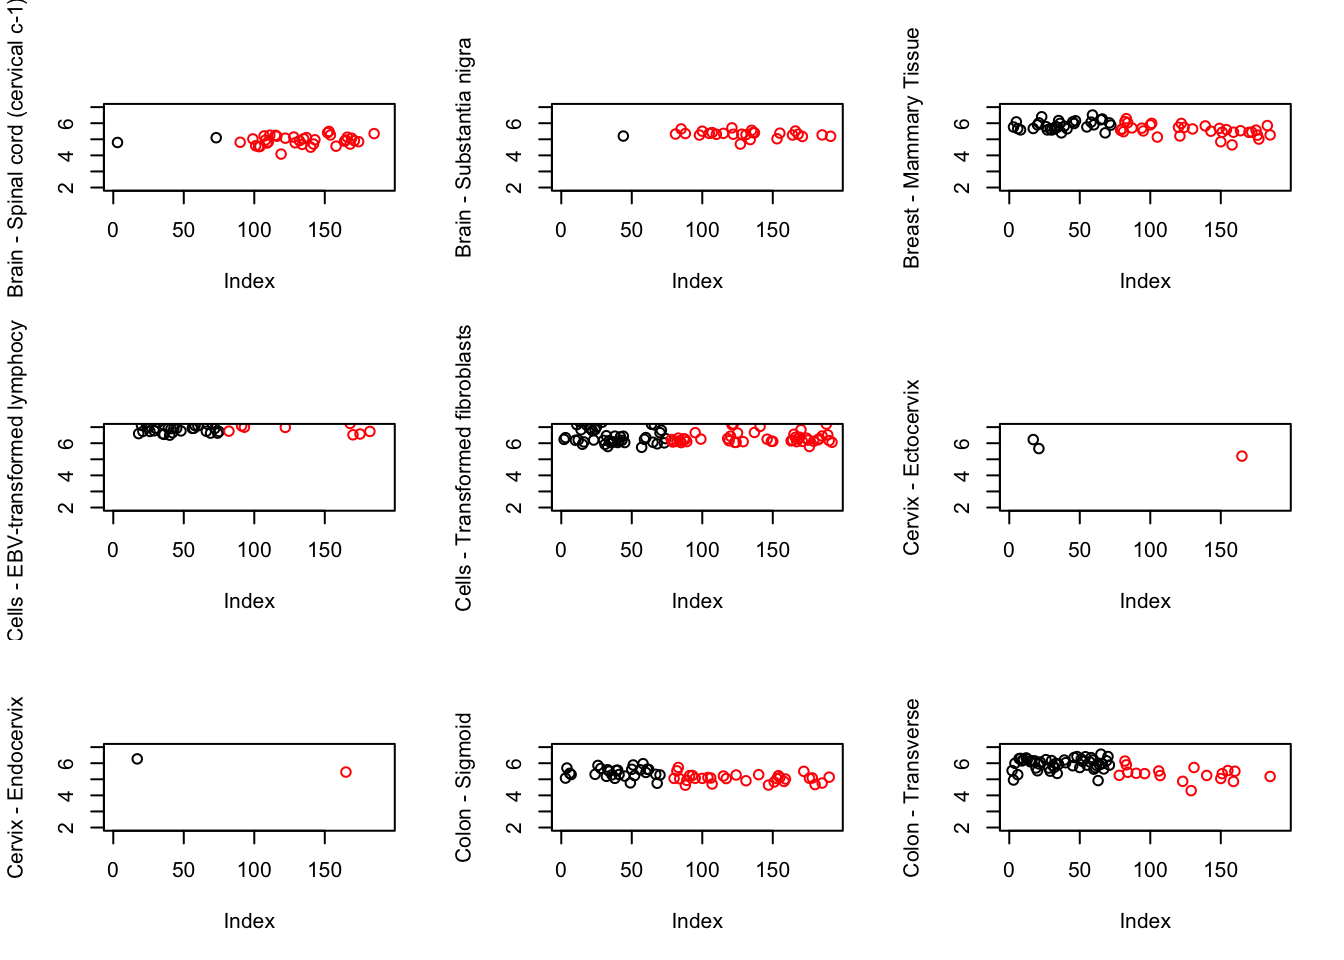 Brain - Spinal cord (cervical c-1)
6
4
2
0 50 100 150
Index
Brain - Substantia nigra
6
4
2
0 50 100 150
Index
Breast - Mammary Tissue
6
4
2
0 50 100 150
Index
Cells - EBV-transformed lymphocy
6
4
2
0 50 100 150
Index
Cells - Transformed fibroblasts
6
4
2
0 50 100 150
Index
Cervix - Ectocervix
6
4
2
0 50 100 150
Index
Cervix - Endocervix
6
4
2
0 50 100 150
Index
Colon - Sigmoid
6
4
2
0 50 100 150
Index
Colon - Transverse
6
4
2
0 50 100 150
Index